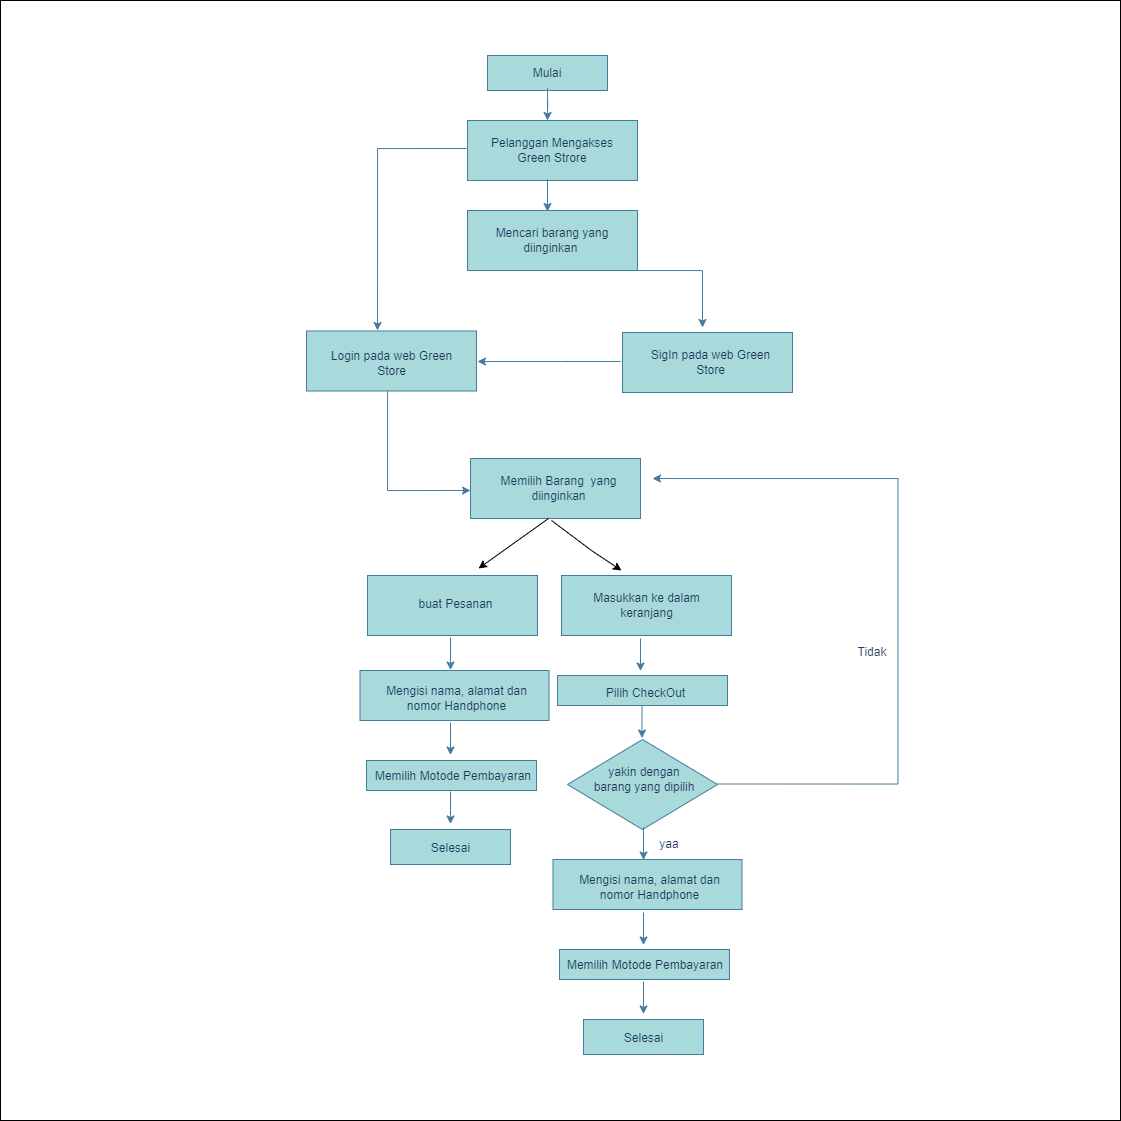 Mulai
Pelanggan Mengakses
Green Strore
Mencari barang yang
diinginkan
Login pada web Green
Store
SigIn pada web Green
Store
Memilih Barang  yang
diinginkan
buat Pesanan
Masukkan ke dalam
keranjang
Tidak
Mengisi nama, alamat dan
nomor Handphone
Pilih CheckOut
Memilih Motode Pembayaran
yakin dengan
barang yang dipilih
Selesai
yaa
Mengisi nama, alamat dan
nomor Handphone
Memilih Motode Pembayaran
Selesai